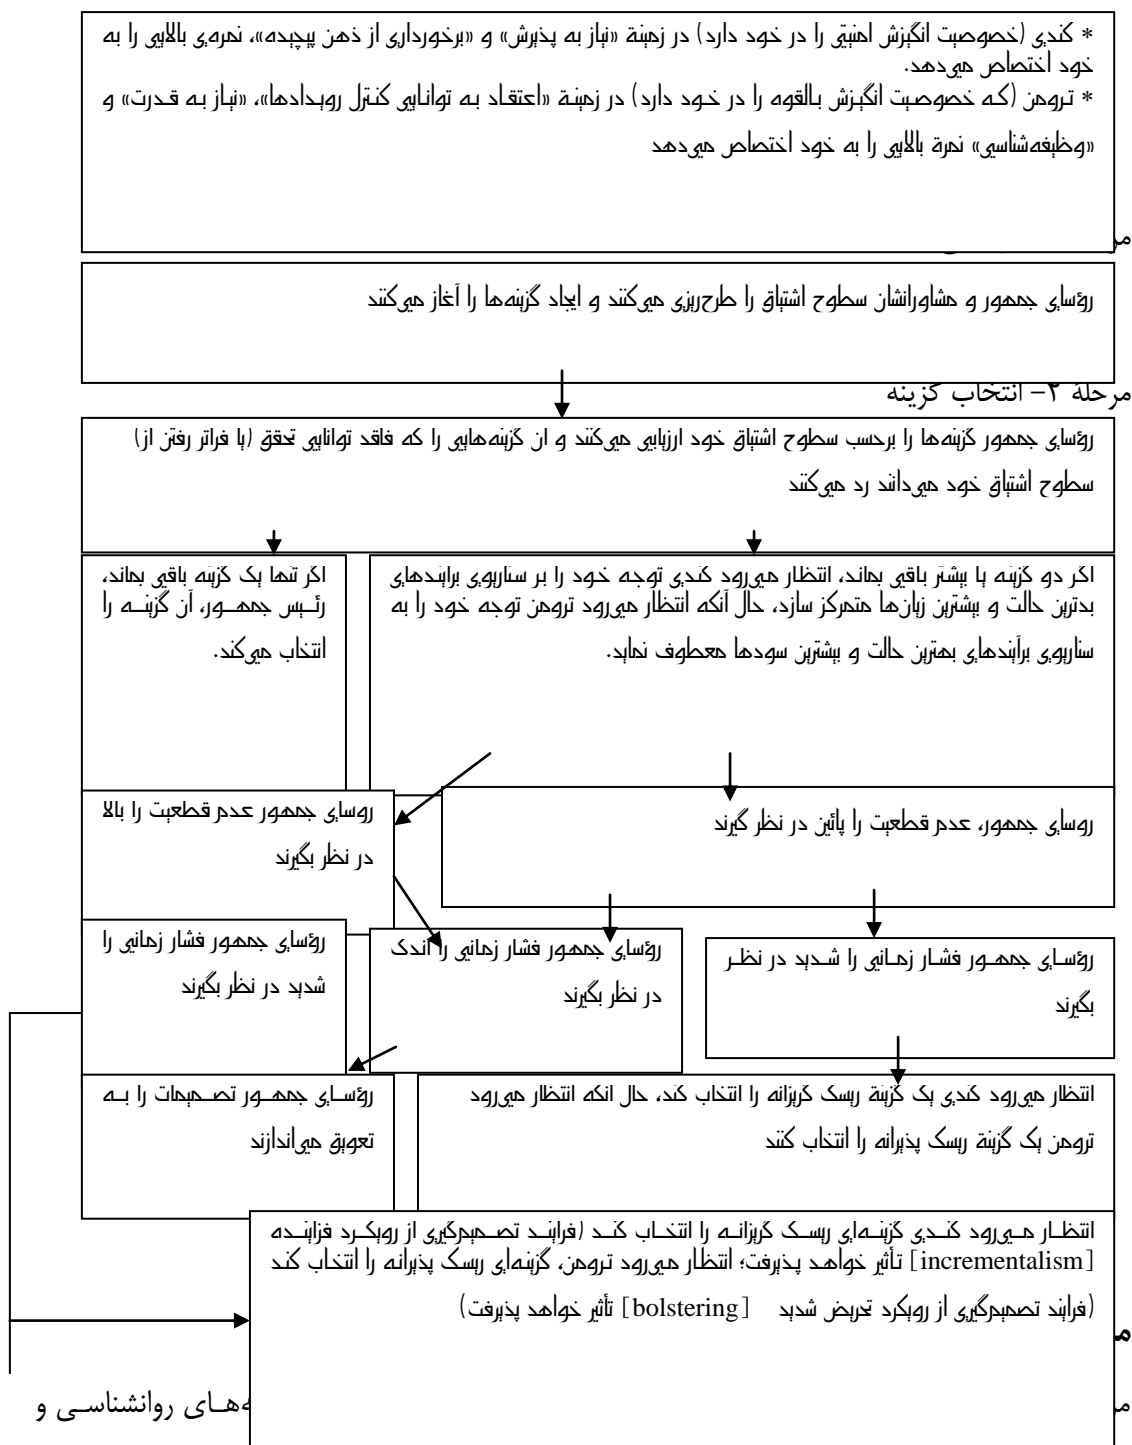 * کندی (خصوصیت انگیزش امنیتی را در خود دارد) در زمینة «نیاز به پذیرش» و «برخورداری از ذهن پیچیده»، نمره‌ی بالایی را به
خود اختصاص می‌دهد.
* ترومن (که خصوصیت انگیزش بالقوه را در خود دارد) در زمینة «اعتقاد به توانایی کنترل رویدادها»، «نیاز به قدرت» و
«وظیفه‌شناسی» نمرة بالایی را به خود اختصاص می‌دهد
رؤسای جمهور و مشاورانشان سطوح اشتیاق را طرح‌ریزی می‌کنند و ایجاد گزینه‌ها را آغاز می‌کنند
مرحلة ۲- انتخاب گزینه
رؤسای جمهور گزینه‌ها را برحسب سطوح اشتیاق خود ارزیابی می‌کنند و ان گزینه‌هایی را که فاقد توانایی تحقق (یا فراتر رفتن از)
سطوح اشتیاق خود می‌دانند رد می‌کنند
اگر دو گزینه یا بیشتر باقی بماند، انتظار می‌رود کندی توجه خود را بر سناریوی برایندهای
بدترین حالت و بیشترین زیان‌ها متمرکز سازد، حال آنکه انتظار می‌رود ترومن توجه خود را به
سناریوی برآیندهای بهترین حالت و بیشترین سودها معطوف نماید.
اگر تنها یک گزینه باقی بماند،
رئیس جمهور، آن گزینه را
انتخاب می‌کند.
روسای جمهور، عدم قطعیت را پائین در نظر گیرند
روسای جمهور عدم قطعیت را بالا
در نظر بگیرند
رؤسای جمهور فشار زمانی را شدید در نظر
بگیرند
رؤسای جمهور فشار زمانی را اندک
در نظر بگیرند
رؤسای جمهور فشار زمانی را
شدید در نظر بگیرند
انتظار می‌رود کندی یک گزینة ریسک گریزانه را انتخاب کند، حال انکه انتظار می‌رود
ترومن یک گزینة ریسک پذیرانه را انتخاب کنند
رؤسای جمهور تصمیمات را به
تعویق می‌اندازند
انتظار می‌رود کندی گزینه‌ای ریسک گریزانه را انتخاب کند (فرایند تصمیم‌گیری از رویکرد فزاینده
[incrementalism] تأثیر خواهد پذیرفت؛ انتظار می‌رود ترومن، گزینه‌ای ریسک پذیرانه را انتخاب کند
(فرایند تصمیم‌گیری از رویکرد تحریض شدید [bolstering] تأثیر خواهد پذیرفت)
ه‌های روانشناسی و